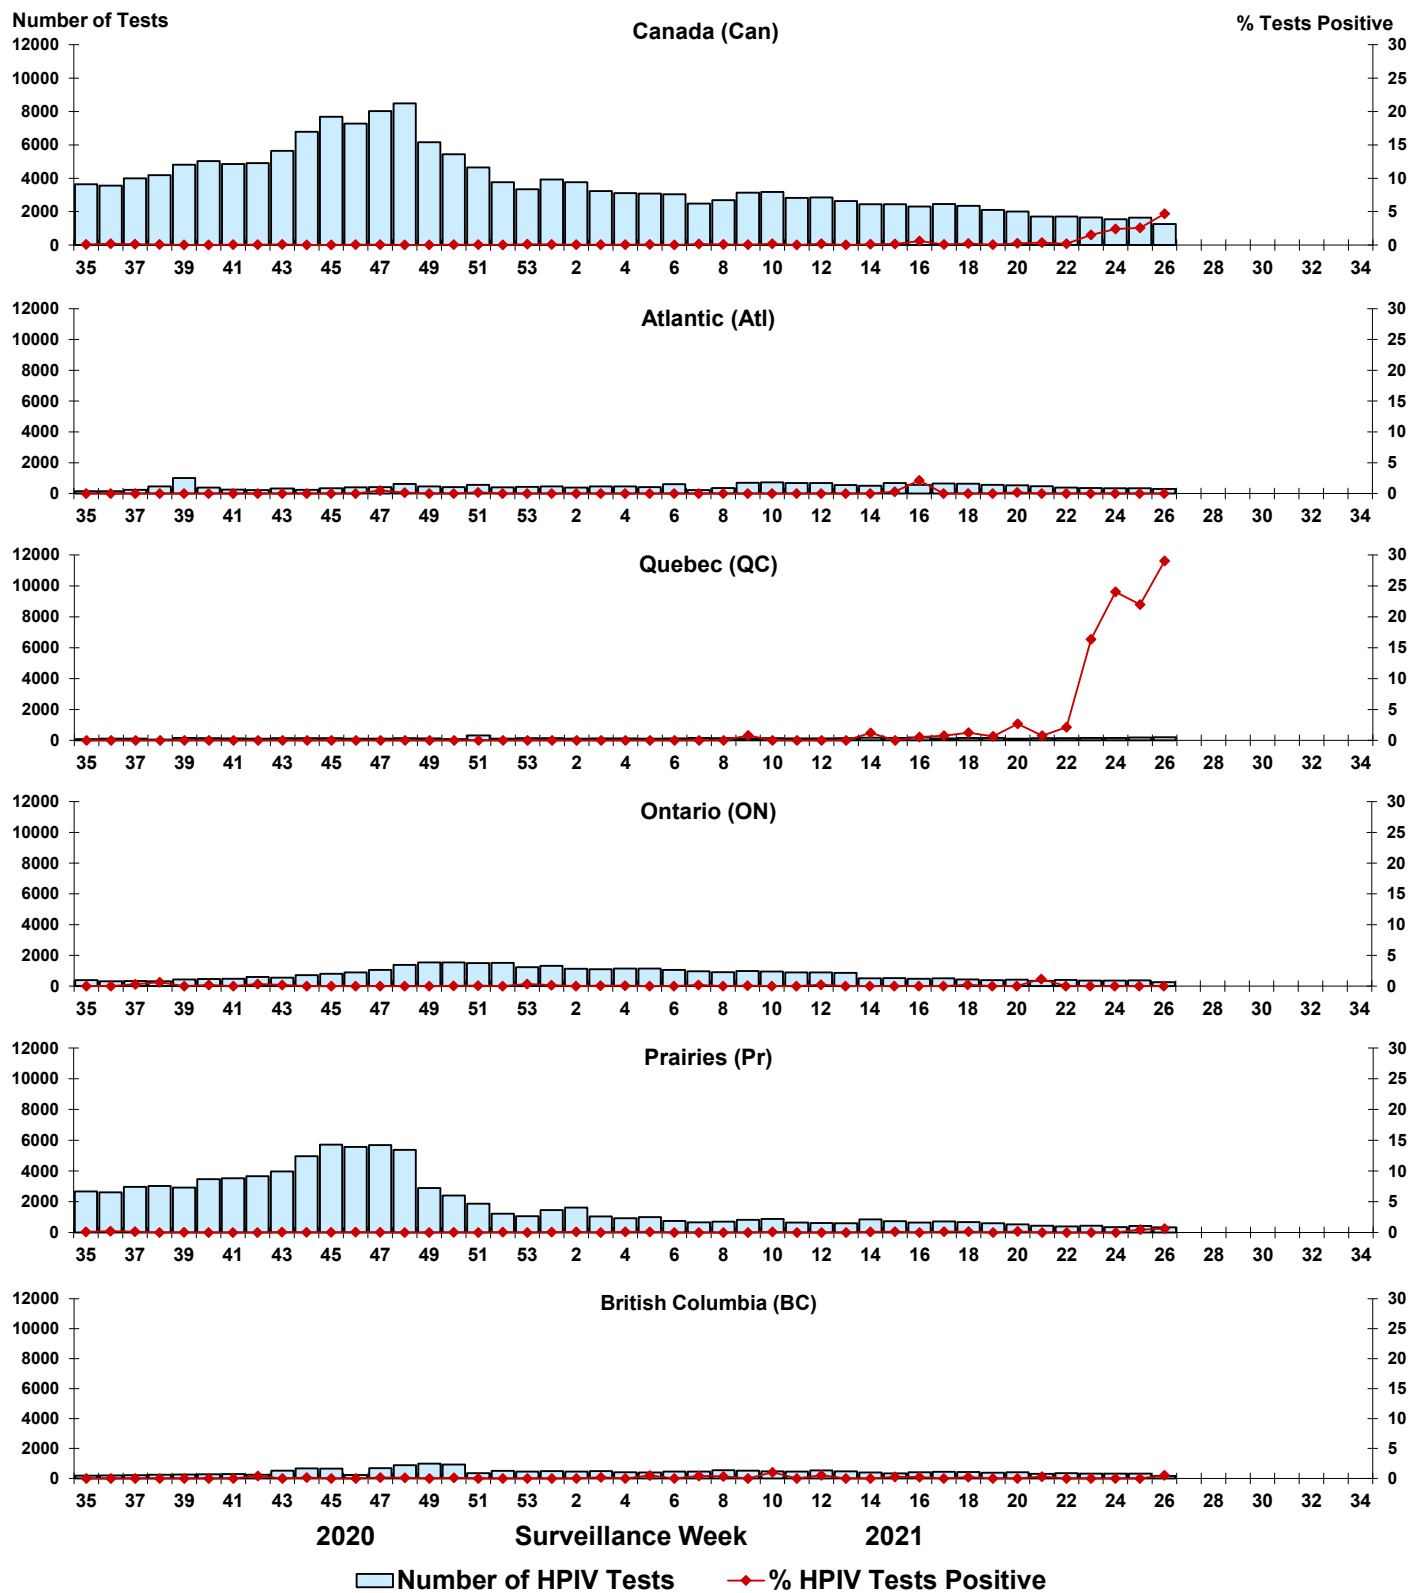 Number of Tests
Canada (Can)
% Tests Positive
12000 30
10000 25
8000 20
6000 15
4000 10
2000 5
0 0
35 37 39 41 43 45 47 49 51 53 2 4 6 8 10 12 14 16 18 20 22 24 26 28 30 32 34
Atlantic (Atl)
12000 30
10000 25
8000 20
6000 15
4000 10
2000 5
0 0
35 37 39 41 43 45 47 49 51 53 2 4 6 8 10 12 14 16 18 20 22 24 26 28 30 32 34
Quebec (QC)
12000 30
10000 25
8000 20
6000 15
4000 10
2000 5
0 0
35 37 39 41 43 45 47 49 51 53 2 4 6 8 10 12 14 16 18 20 22 24 26 28 30 32 34
Ontario (ON)
12000 30
10000 25
8000 20
6000 15
4000 10
2000 5
0 0
35 37 39 41 43 45 47 49 51 53 2 4 6 8 10 12 14 16 18 20 22 24 26 28 30 32 34
Prairies (Pr)
12000 30
10000 25
8000 20
6000 15
4000 10
2000 5
0 0
35 37 39 41 43 45 47 49 51 53 2 4 6 8 10 12 14 16 18 20 22 24 26 28 30 32 34
British Columbia (BC)
12000 30
10000 25
8000 20
6000 15
4000 10
2000 5
0 0
35 37 39 41 43 45 47 49 51 53 2 4 6 8 10 12 14 16 18 20 22 24 26 28 30 32 34
2020 Surveillance Week 2021
Number of HPIV Tests % HPIV Tests Positive